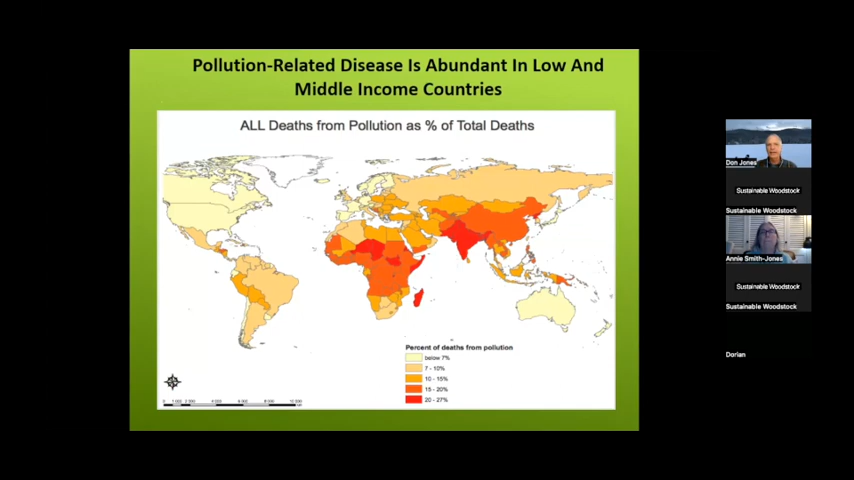 Pollution-Related Disease Is Abundant In Low And
Middle Income Countries
ALL Deaths from Pollution as % of Total Deaths
Percent of deaths from pollution
below 7%
7 - 10%
10 - 15%
15 - 20%
20 - 27%
Don Jones
Sustainable Woodstock
Sustainable Woodstock
Annie Smith-Jones
Sustainable Woodstock
Sustainable Woodstock
Dorian